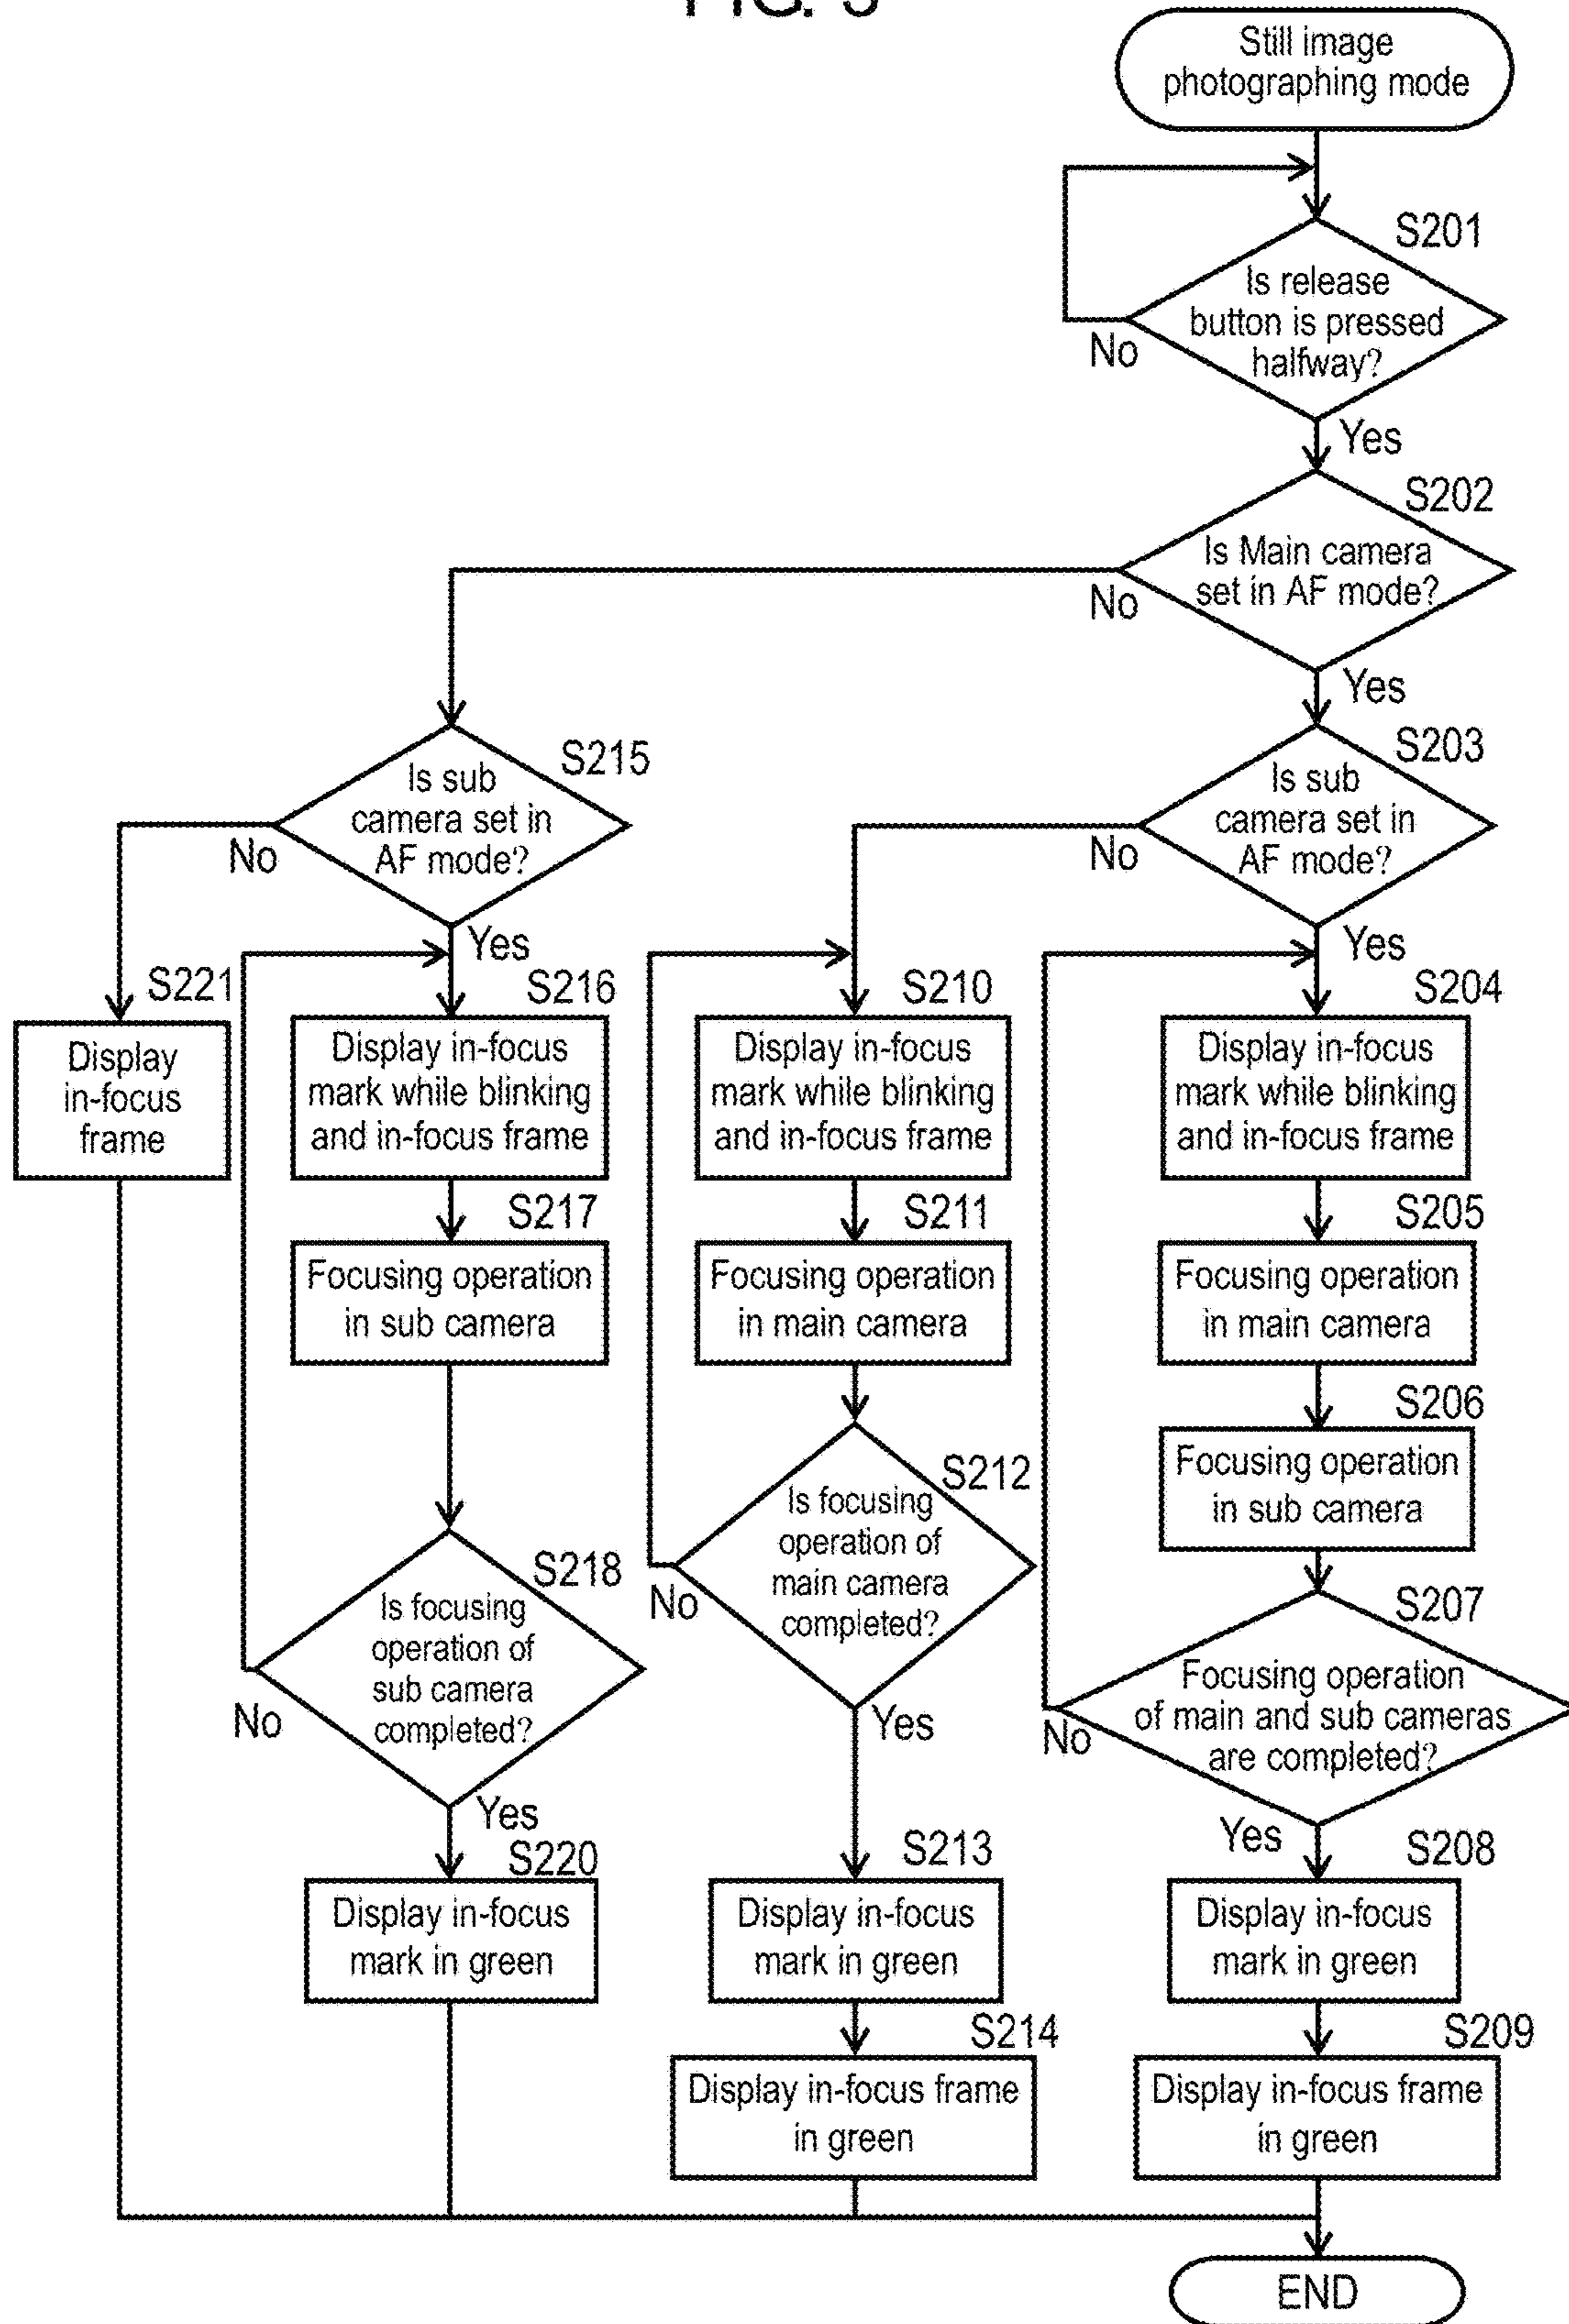 FIG. 5
Still image
photographing mode
S201
Is release
button is pressed
halfway?
No
Yes
S202
Is Main camera
set in AF mode?
No
Yes
S215
Is sub
camera set in
AF mode?
No
Yes
S203
Is sub
camera set in
AF mode?
No
Yes
S221
Display
in-focus
frame
S216
Display in-focus
mark while blinking
and in-focus frame
S217
Focusing operation
in sub camera
S218
Is focusing
operation of
sub camera
completed?
No
Yes
S220
Display in-focus
mark in green
S210
Display in-focus
mark while blinking
and in-focus frame
S211
Focusing operation
in main camera
S212
Is focusing
operation of
main camera
completed?
No
Yes
S213
Display in-focus
mark in green
S214
Display in-focus frame
in green
S204
Display in-focus
mark while blinking
and in-focus frame
S205
Focusing operation
in main camera
S206
Focusing operation
in sub camera
S207
Focusing operation
of main and sub cameras
are completed?
No
Yes
S208
Display in-focus
mark in green
S209
Display in-focus frame
in green
END